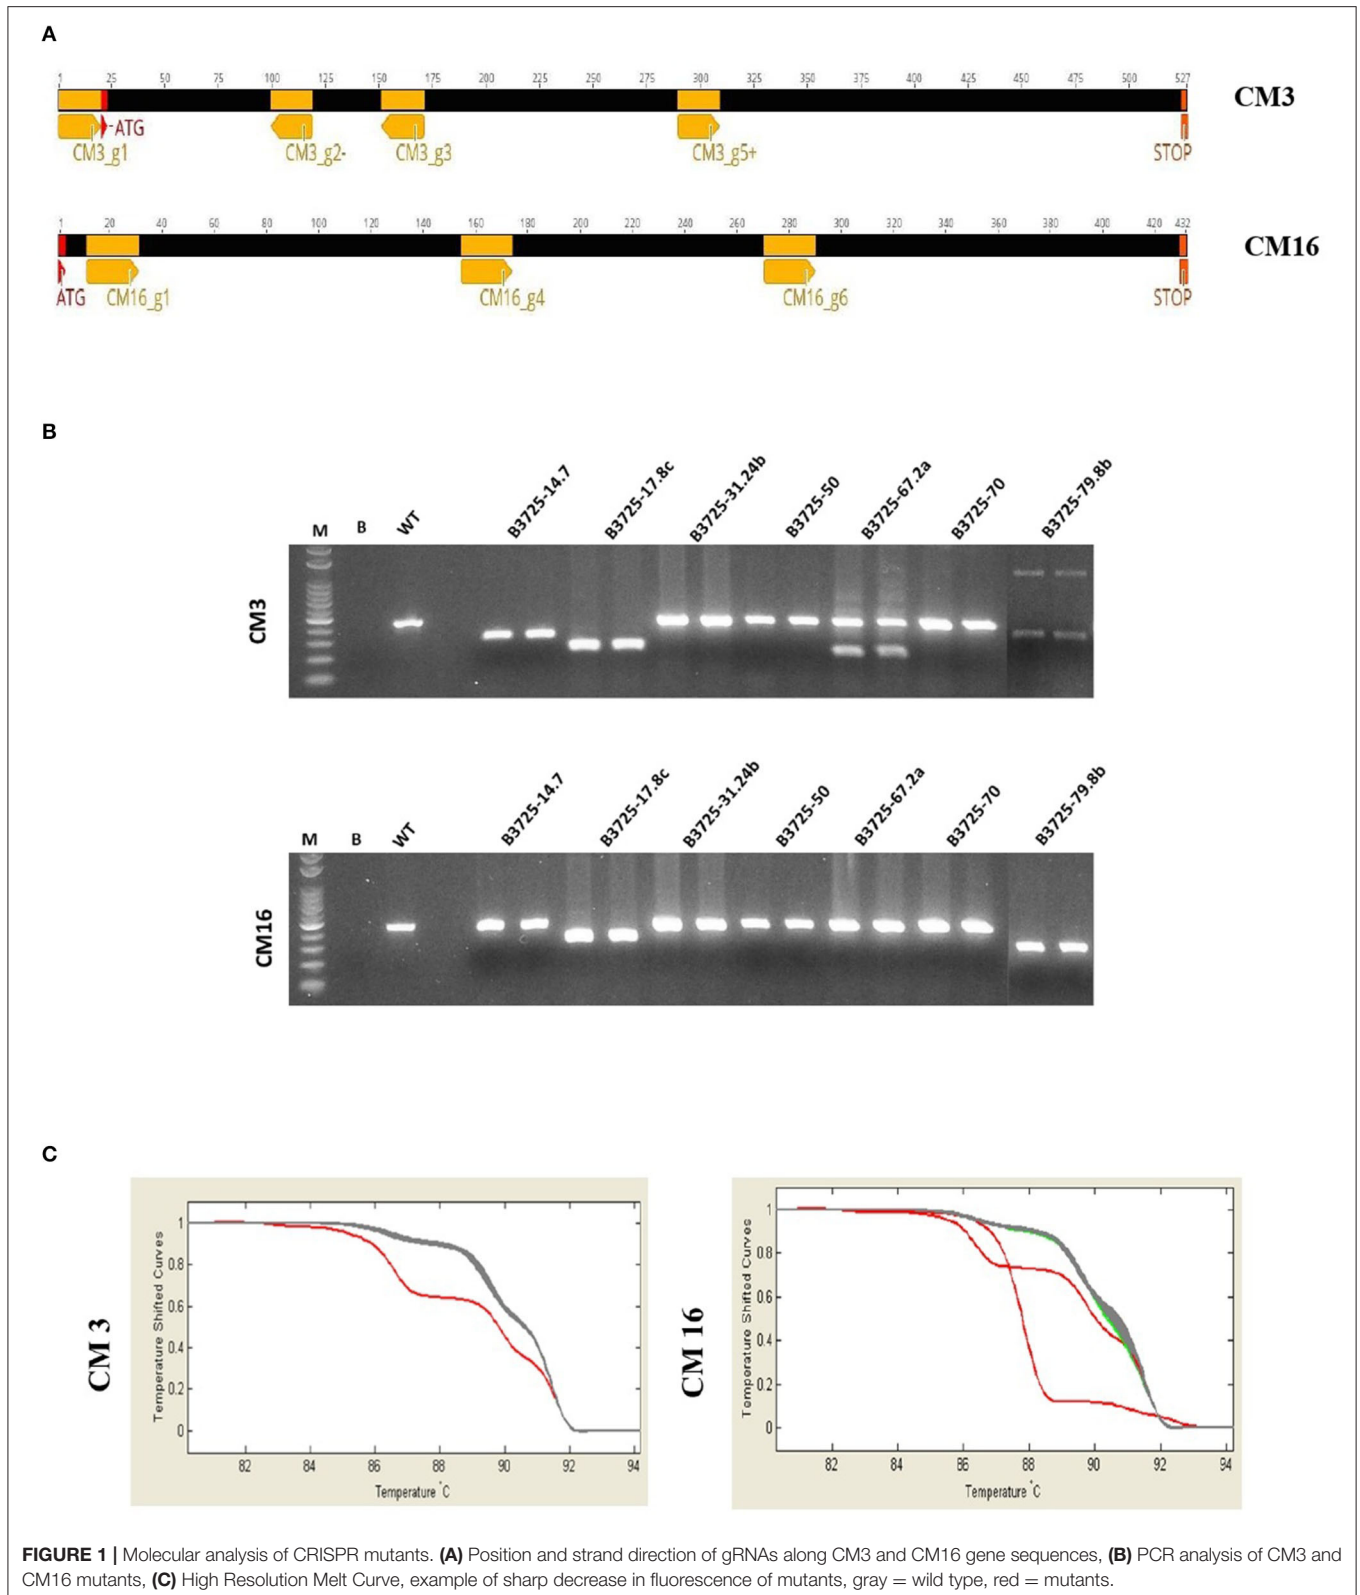 A
1 25 50 75 100 125 150 175 200 225 250 275 300 325 350 375 400 425 450 475 500 527
CM3
ATG
CM3_g1 CM3_g2- CM3_g3 CM3_g5+ STOP
1 20 40 60 80 100 120 140 160 180 200 220 240 260 280 300 320 340 360 380 400 420 432
CM16
ATG CM16_g1 CM16_g4 CM16_g6 STOP
B
M B WT B3725-14.7 B3725-17.8c B3725-31.24b B3725-50 B3725-67.2a B3725-70 B3725-79.8b
CM3
M B WT B3725-14.7 B3725-17.8c B3725-31.24b B3725-50 B3725-67.2a B3725-70 B3725-79.8b
CM16
C
CM 3
Temperature Shifted Curves
1
0.8
0.6
0.4
0.2
0
82 84 86 88 90 92 94
Temperature °C
CM 16
Temperature Shifted Curves
1
0.8
0.6
0.4
0.2
0
82 84 86 88 90 92 94
Temperature °C
FIGURE 1 | Molecular analysis of CRISPR mutants. (A) Position and strand direction of gRNAs along CM3 and CM16 gene sequences, (B) PCR analysis of CM3 and
CM16 mutants, (C) High Resolution Melt Curve, example of sharp decrease in fluorescence of mutants, gray = wild type, red = mutants.